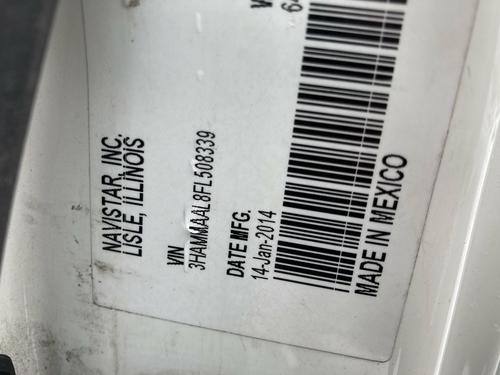 NAVISTAR, INC.
LISLE, ILLINOIS
VIN
3HAMMAAL8FL508339
DATE MFG.
14-Jan-2014
MADE IN MEXICO